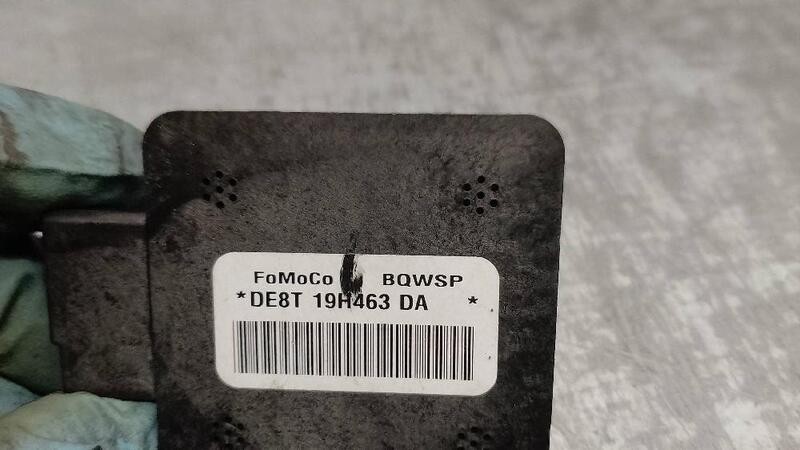 FoMoCo BQWSP
*DE8T 19H463 DA *